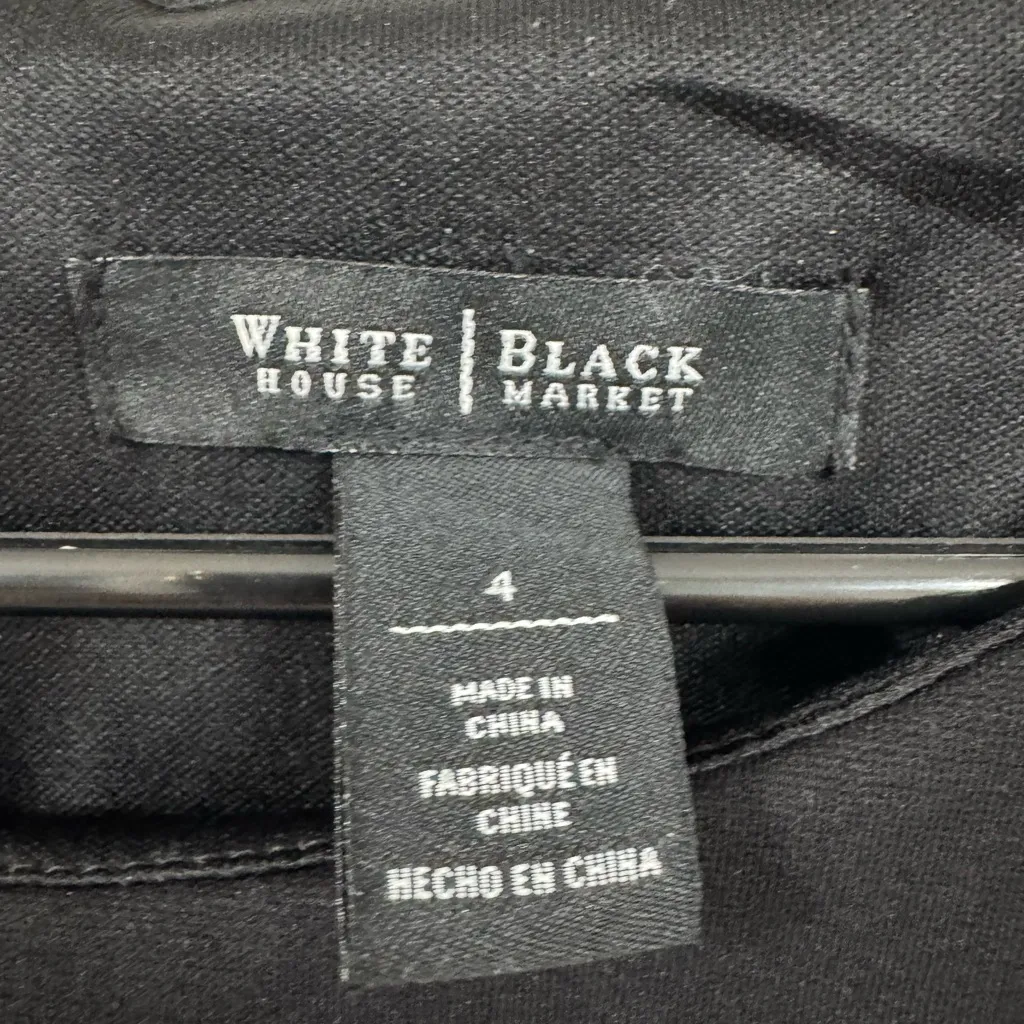 WHITE | BLACK
HOUSE MARKET
4
MADE IN
CHINA
FABRIQUÉ EN
CHINE
HECHO EN CHINA